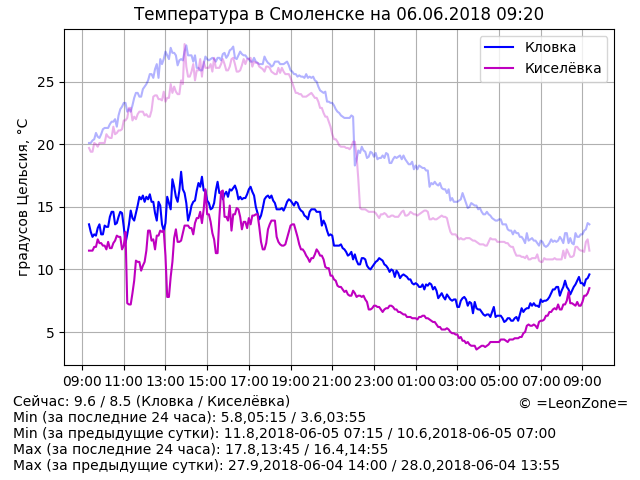 Температура в Смоленске на 06.06.2018 09:20
Кловка
Киселёвка
градусов Цельсия, °C
25
20
15
10
5
09:00 11:00 13:00 15:00 17:00 19:00 21:00 23:00 01:00 03:00 05:00 07:00 09:00
Сейчас: 9.6 / 8.5 (Кловка / Киселёвка)
© =LeonZone=
Min (за последние 24 часа): 5.8,05:15 / 3.6,03:55
Min (за предыдущие сутки): 11.8,2018-06-05 07:15 / 10.6,2018-06-05 07:00
Max (за последние 24 часа): 17.8,13:45 / 16.4,14:55
Max (за предыдущие сутки): 27.9,2018-06-04 14:00 / 28.0,2018-06-04 13:55